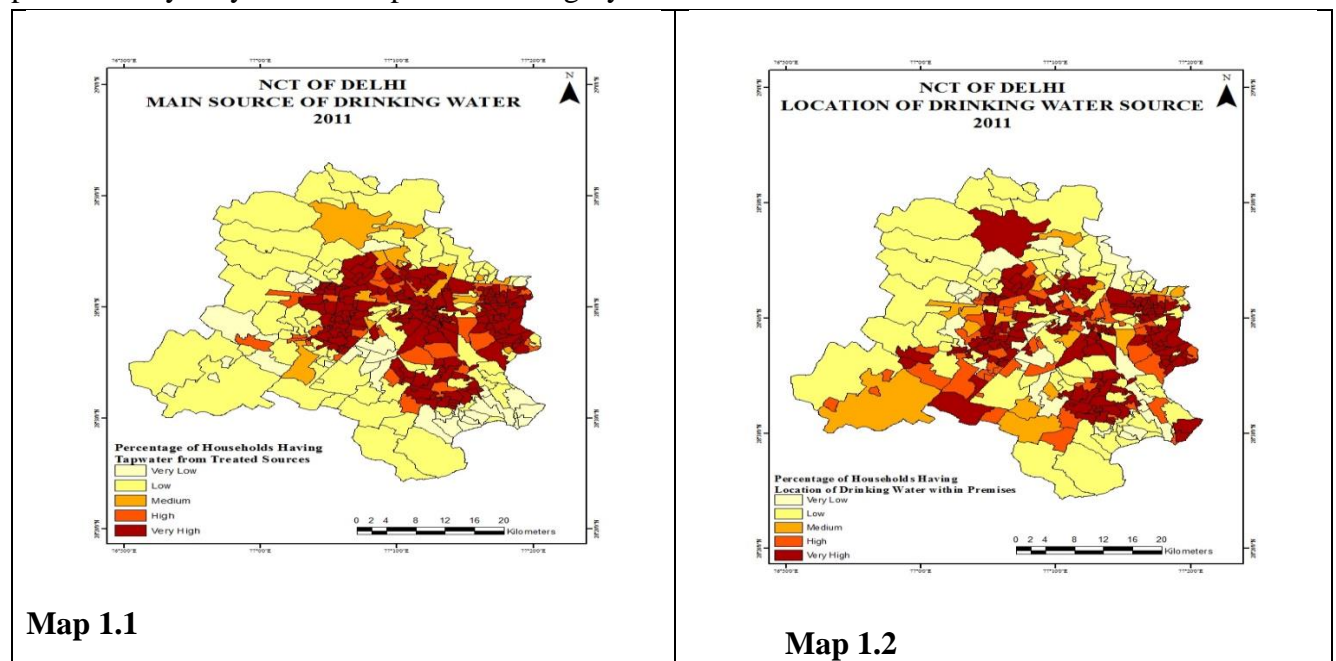 NCT OF DELHI
MAIN SOURCE OF DRINKING WATER
2011
N
Percentage of Households Having
Tapwater from Treated Sources
Very Low
Low
Medium
High
Very High
0 2 4 8 12 16 20
Kilometers
Map 1.1
NCT OF DELHI
LOCATION OF DRINKING WATER SOURCE
2011
N
Percentage of Households Having
Location of Drinking Water within Premises
Very Low
Low
Medium
High
Very High
0 2 4 8 12 16 20
Kilometers
Map 1.2